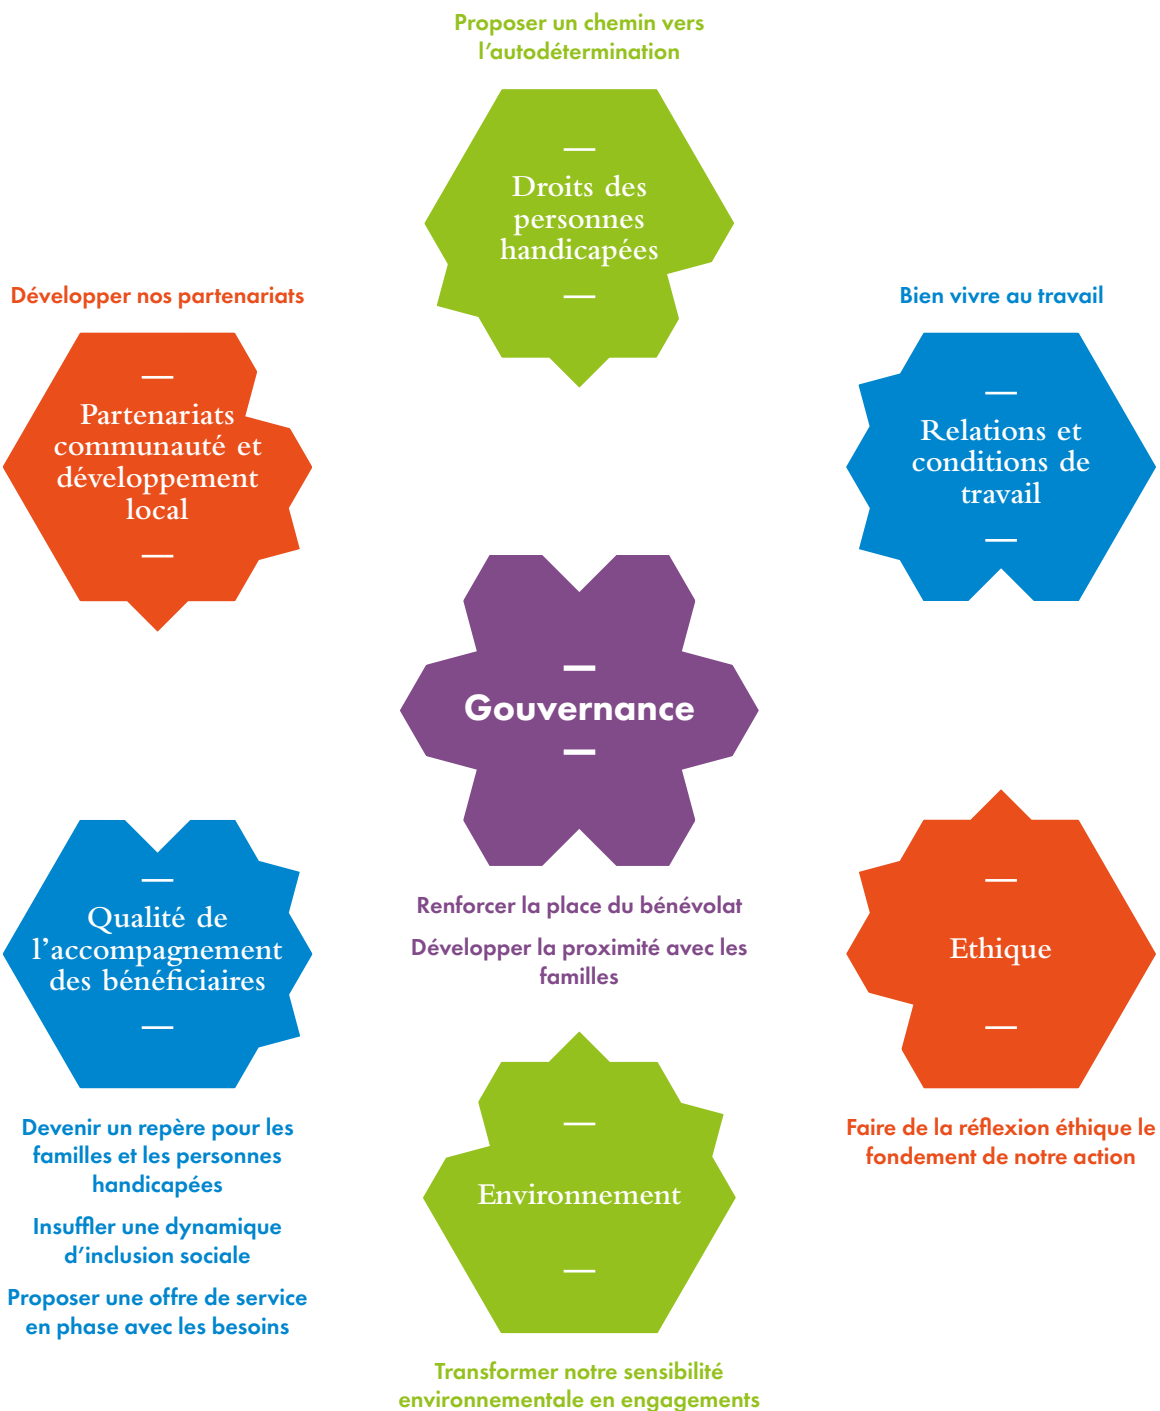 Proposer un chemin vers
l’autodétermination
Droits des
personnes
handicapées
Développer nos partenariats
Partenariats
communauté et
développement
local
Bien vivre au travail
Relations et
conditions de
travail
Gouvernance
Renforcer la place du bénévolat
Développer la proximité avec les
familles
Qualité de
l’accompagnement
des bénéficiaires
Devenir un repère pour les
familles et les personnes
handicapées
Insuffler une dynamique
d’inclusion sociale
Proposer une offre de service
en phase avec les besoins
Ethique
Faire de la réflexion éthique le
fondement de notre action
Environnement
Transformer notre sensibilité
environnementale en engagements